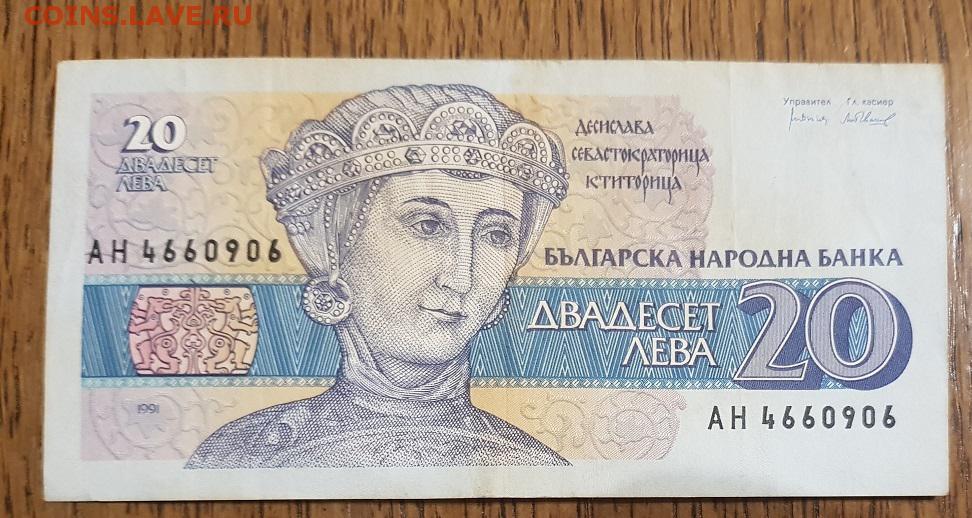 COINS.LAVE.RU
Управител Гл. касиер
20
ДВАДЕСЕТ
ЛЕВА
ДЕСИСЛАВА
СЕВАСТОКРАТОРИЦА
КТИТОРИЦА
АН 4660906
БЪЛГАРСКА НАРОДНА БАНКА
ДВАДЕСЕТ
ЛЕВА
20
1991
АН 4660906